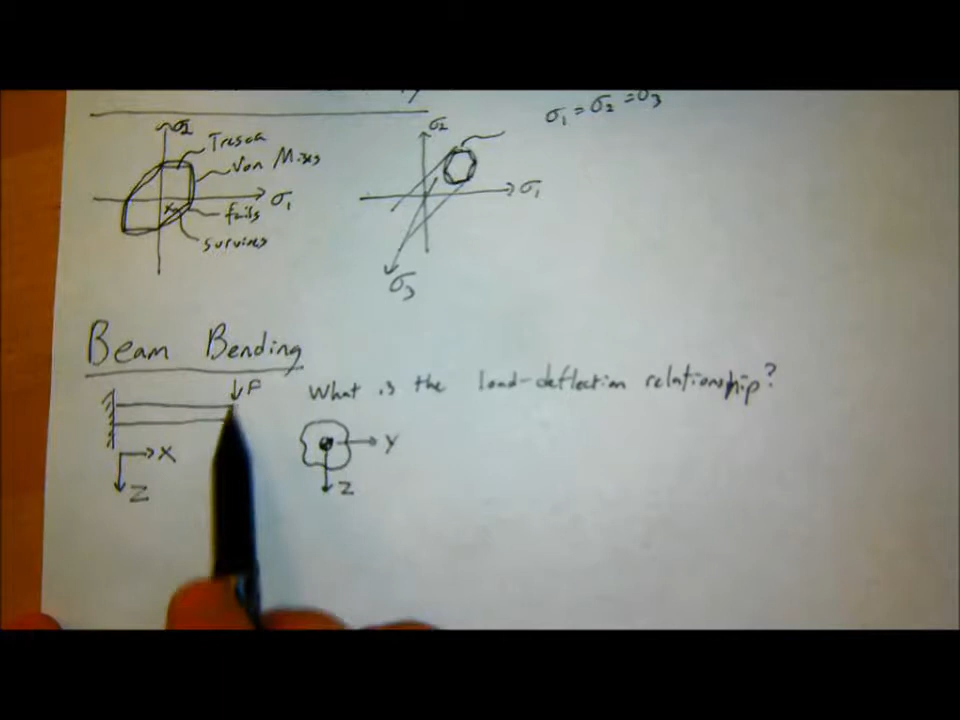 σ₁ = σ₂ = σ₃
σ₂
Tresca
Von Mises
σ₁
fails
survives
σ₂
σ₁
σ₃
Beam Bending
P
What is the load-deflection relationship?
X
Z
Y
Z